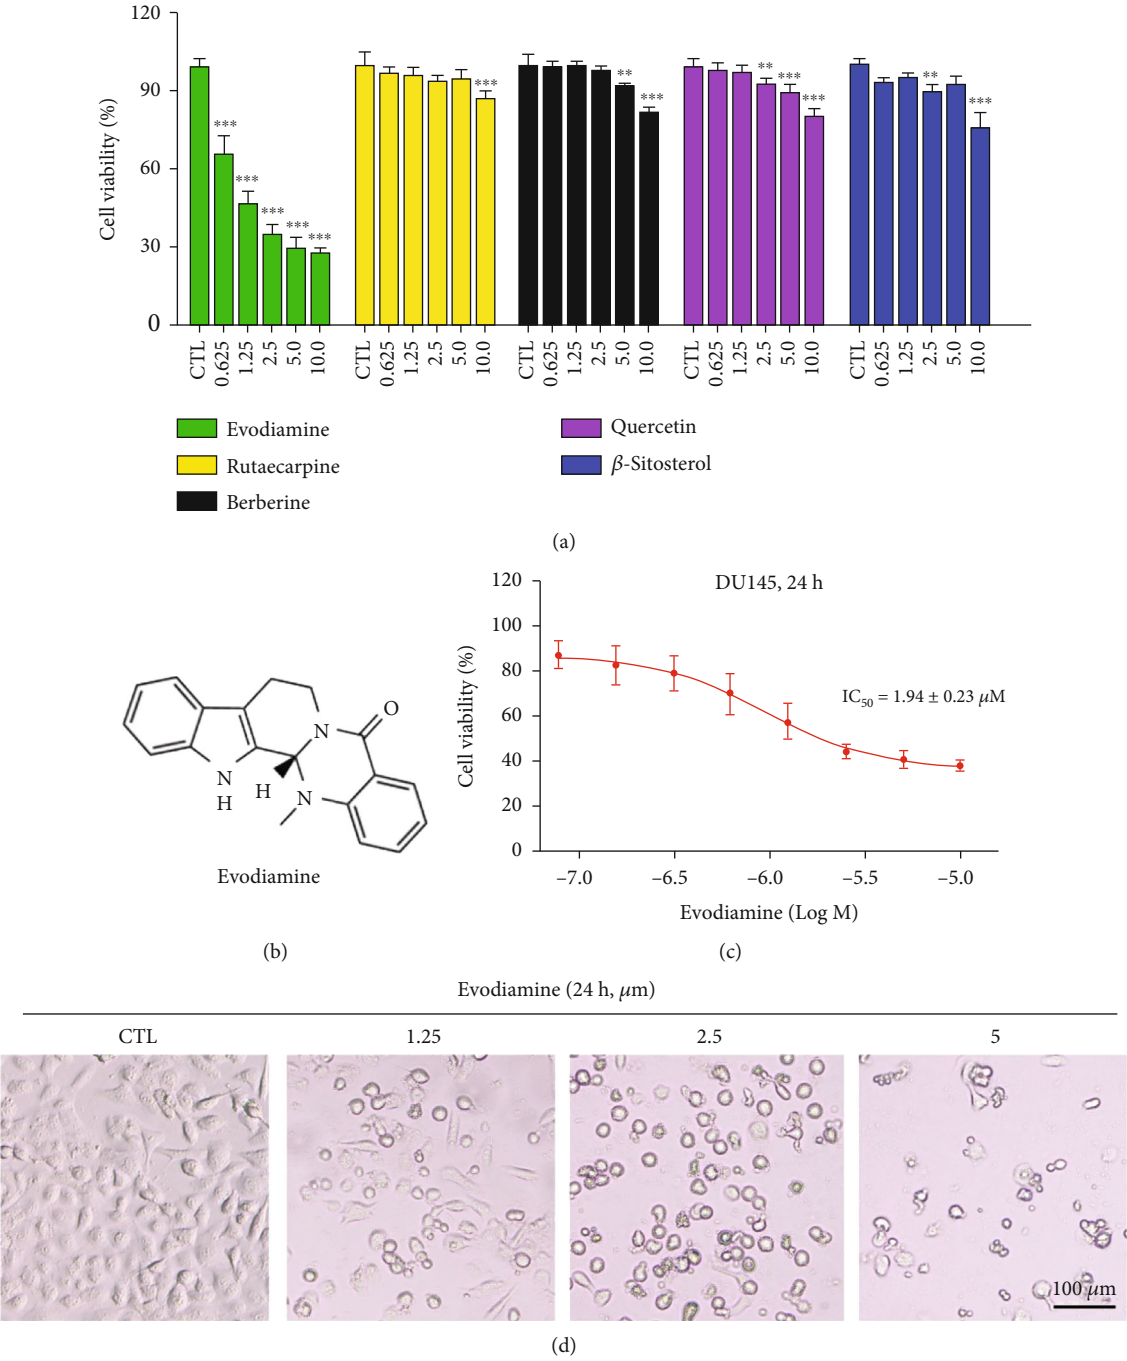 120
90
60
30
0
Cell viability (%)
*** *** *** *** ***
***
** ***
** *** ***
** ***
CTL 0.625 1.25 2.5 5.0 10.0 CTL 0.625 1.25 2.5 5.0 10.0 CTL 0.625 1.25 2.5 5.0 10.0 CTL 0.625 1.25 2.5 5.0 10.0 CTL 0.625 1.25 2.5 5.0 10.0
Evodiamine
Rutaecarpine
Berberine
Quercetin
β-Sitosterol
(a)
O
N
N
H
H
N
Evodiamine
(b)
DU145, 24 h
120
100
80
60
40
20
0
Cell viability (%)
IC50 = 1.94 ± 0.23 μM
–7.0 –6.5 –6.0 –5.5 –5.0
Evodiamine (Log M)
(c)
Evodiamine (24 h, μm)
CTL 1.25 2.5 5
100 μm
(d)